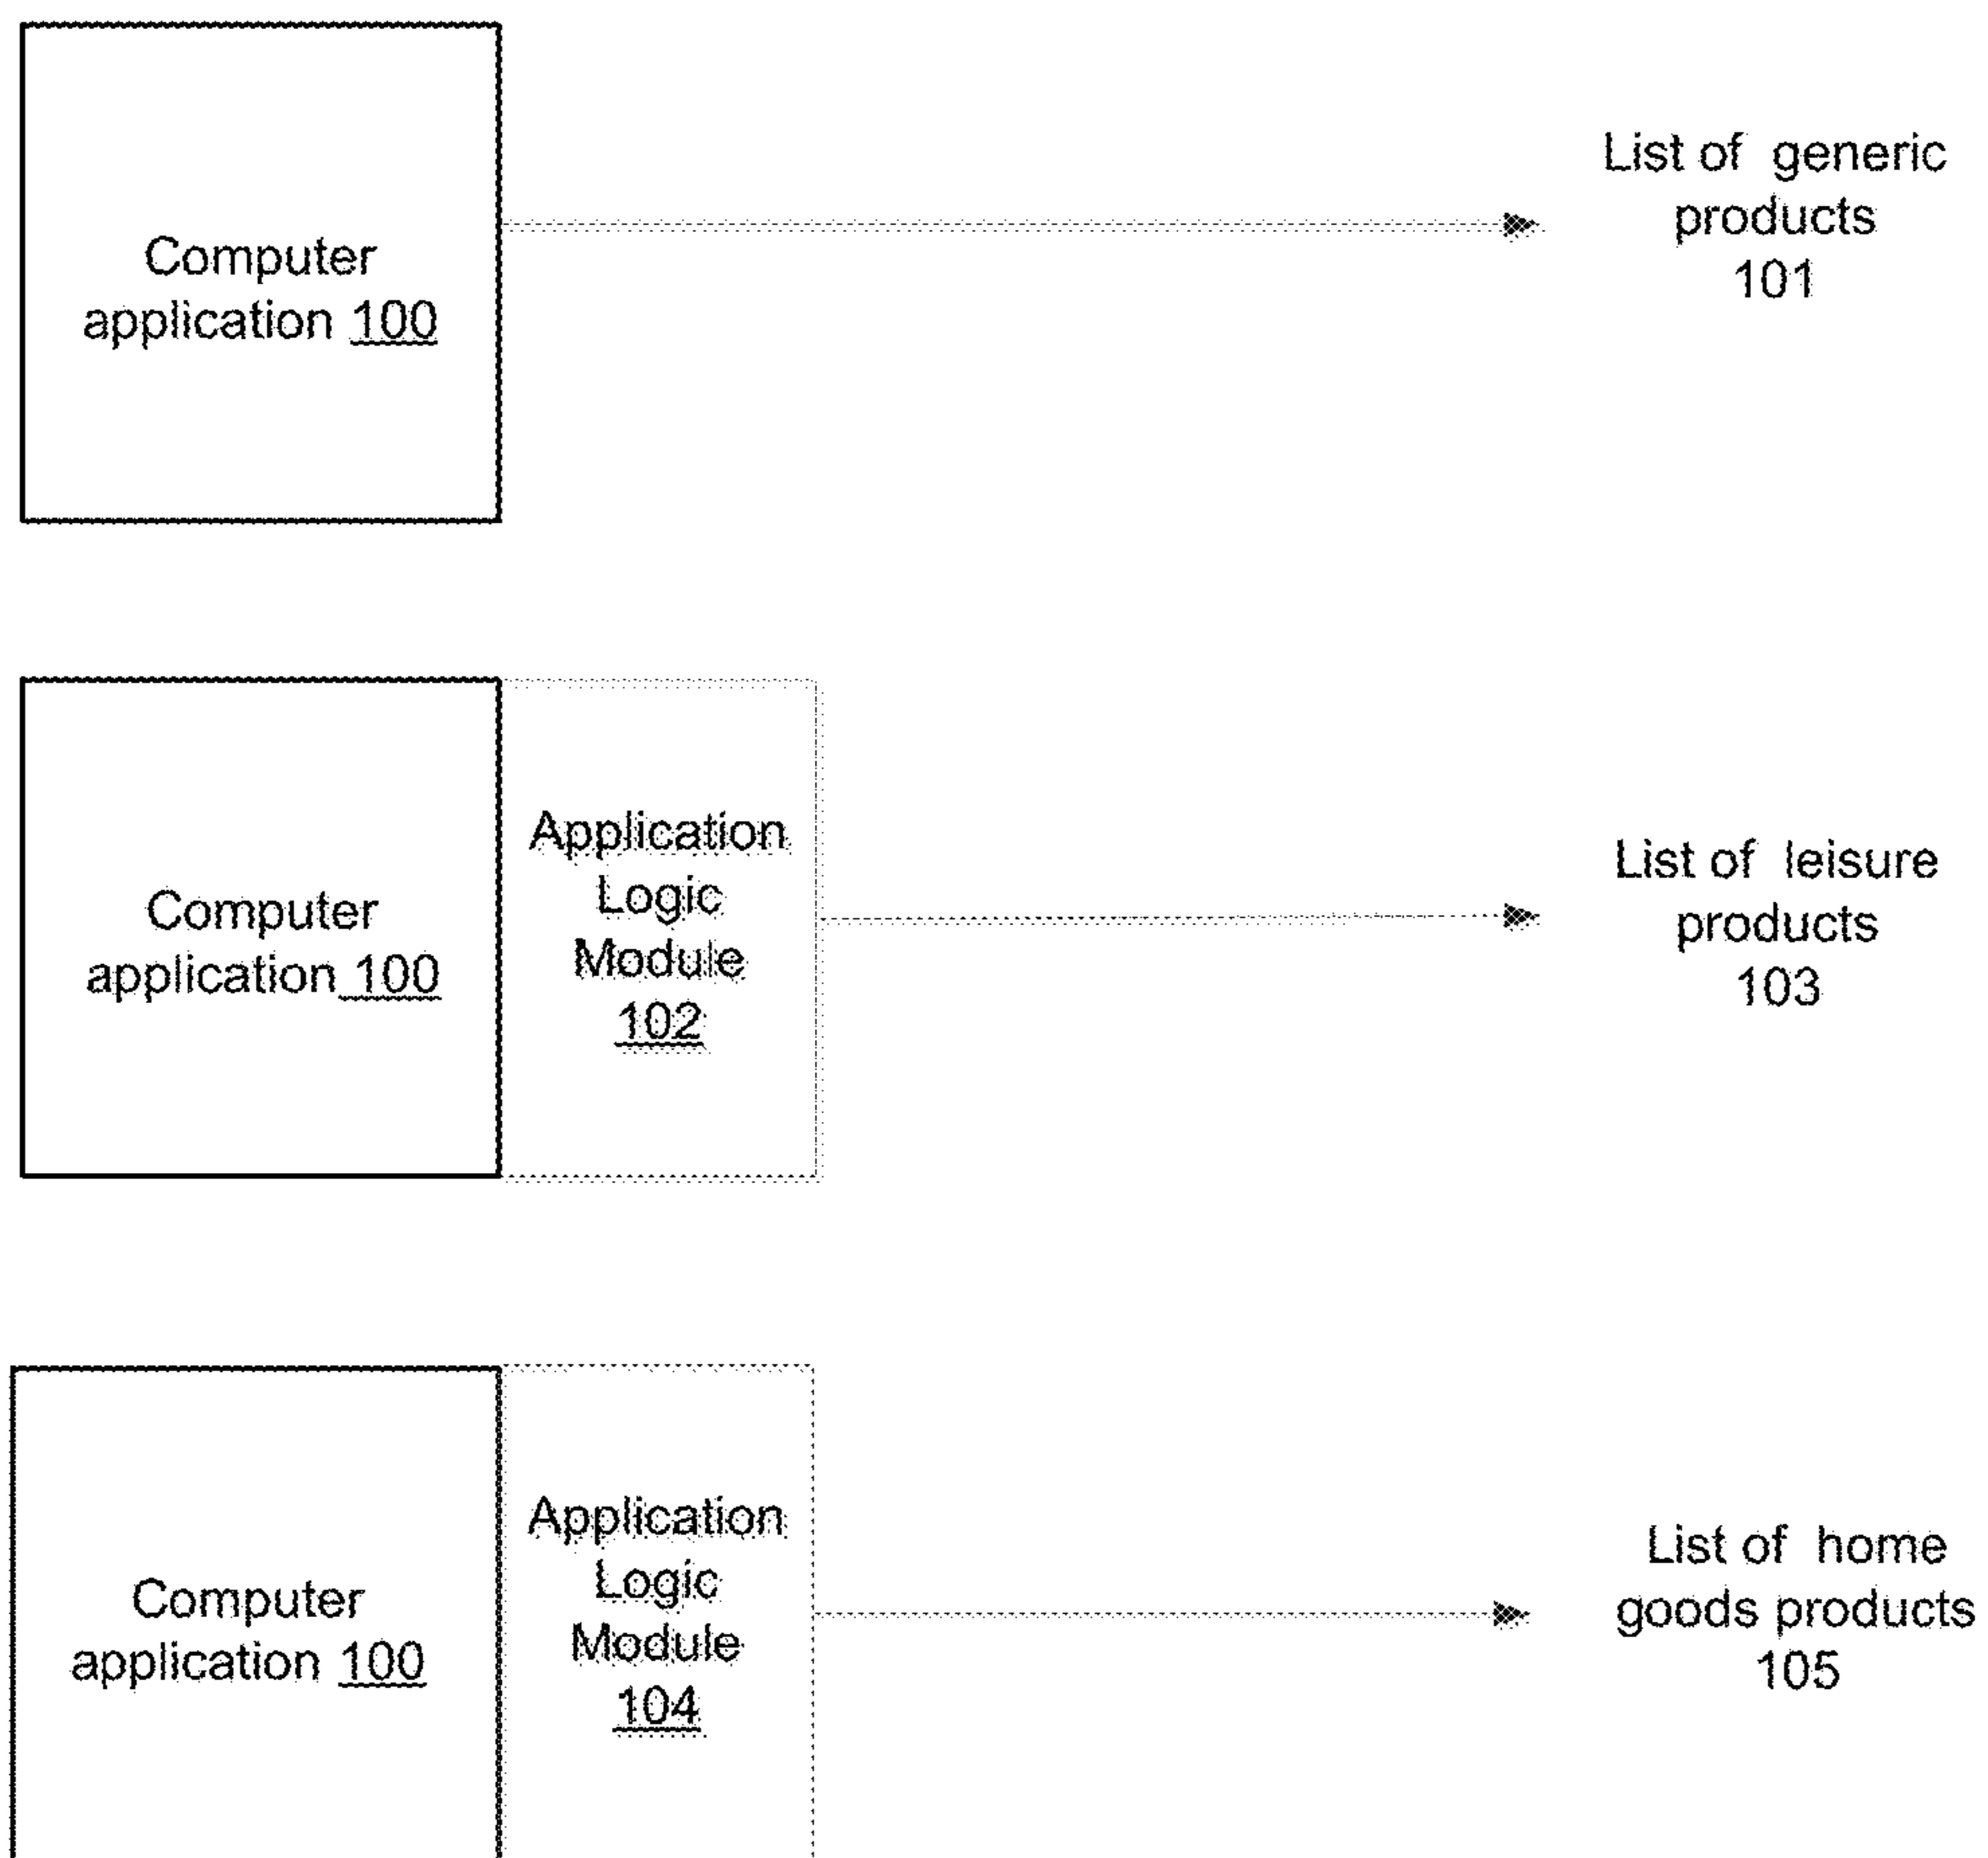 Computer
application 100
List of generic
products
101
Computer
application 100
Application
Logic
Module
102
List of leisure
products
103
Computer
application 100
Application
Logic
Module
104
List of home
goods products
105